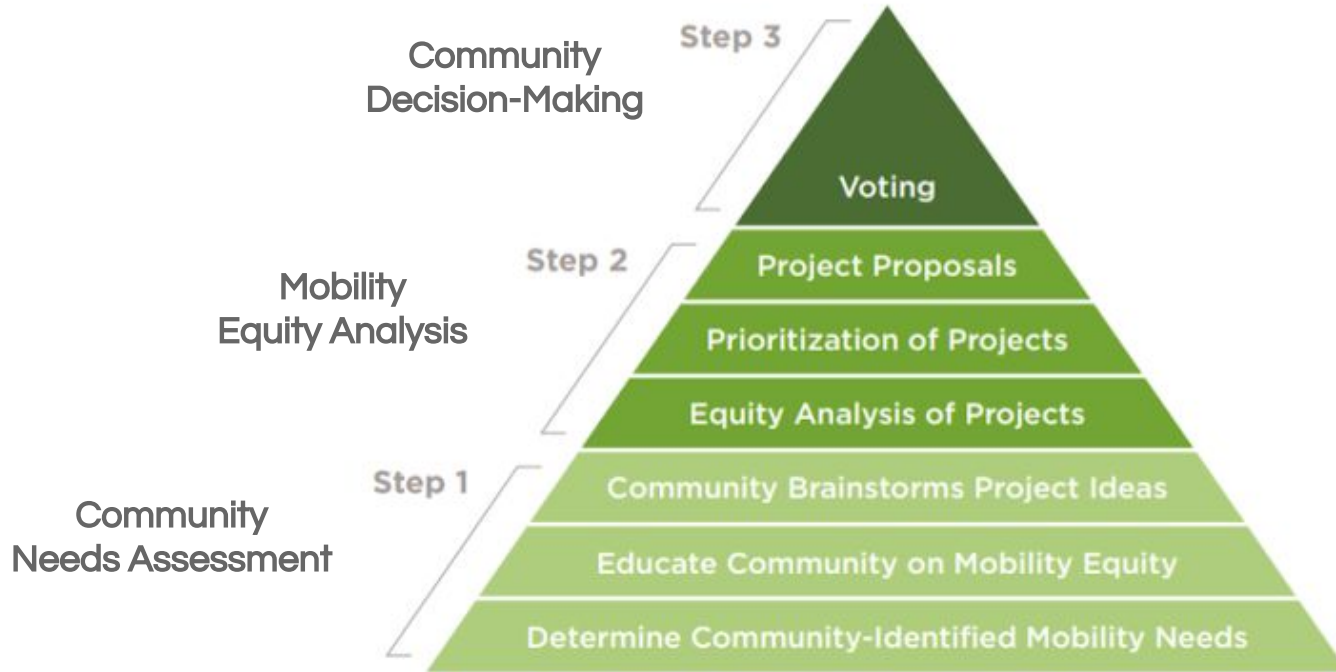 Community
Decision-Making
Step 3
Voting
Mobility
Equity Analysis
Step 2
Project Proposals
Prioritization of Projects
Equity Analysis of Projects
Community
Needs Assessment
Step 1
Community Brainstorms Project Ideas
Educate Community on Mobility Equity
Determine Community-Identified Mobility Needs